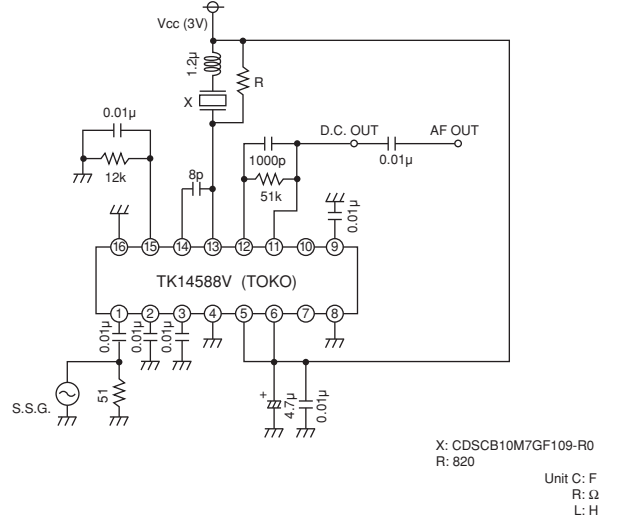 Vcc (3V)
1.2µ
R
X
0.01µ
12k
8p
1000p
51k
D.C. OUT
0.01µ
AF OUT
0.01µ
16 15 14 13 12 11 10 9
TK14588V (TOKO)
1 2 3 4 5 6 7 8
0.01µ
0.01µ
0.01µ
S.S.G.
51
+
4.7µ
0.01µ
X: CDSCB10M7GF109-R0
R: 820
Unit C: F
R: Ω
L: H